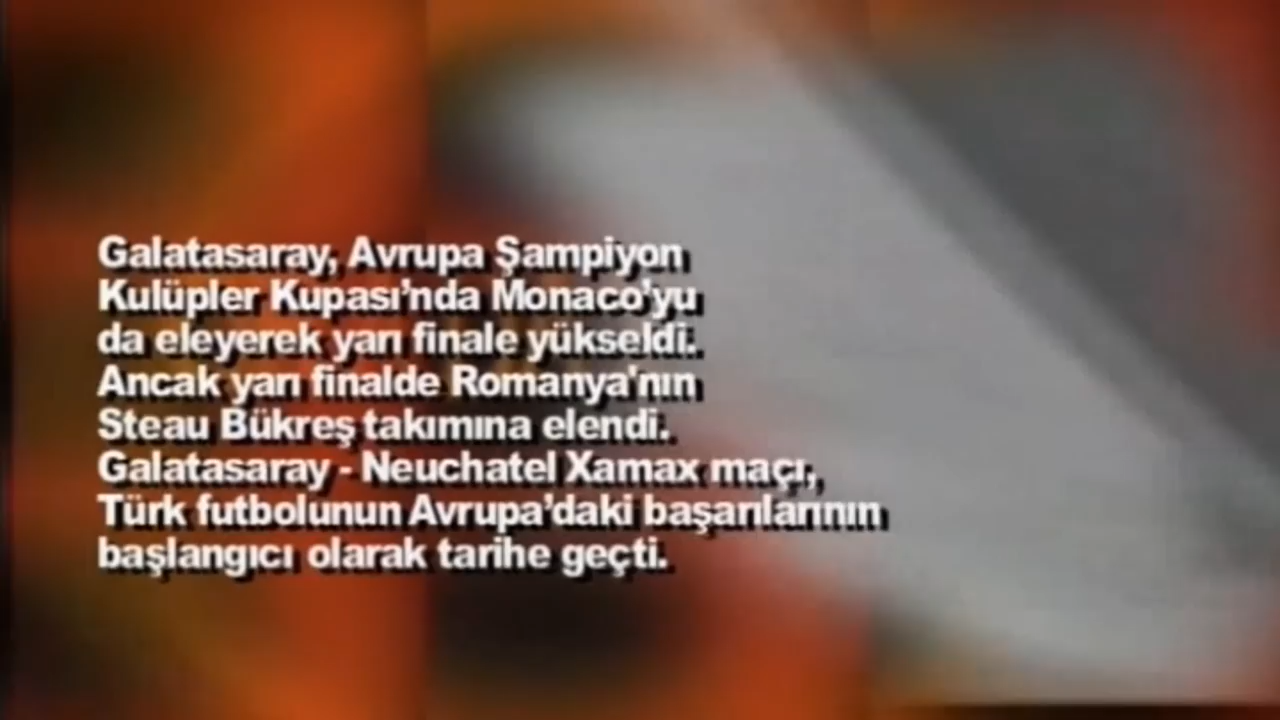 Galatasaray, Avrupa Şampiyon
Kulüpler Kupası’nda Monaco’yu
da eleyerek yarı finale yükseldi.
Ancak yarı finalde Romanya'nın
Steau Bükreş takımına elendi.
Galatasaray - Neuchatel Xamax maçı,
Türk futbolunun Avrupa’daki başarılarının
başlangıcı olarak tarihe geçti.